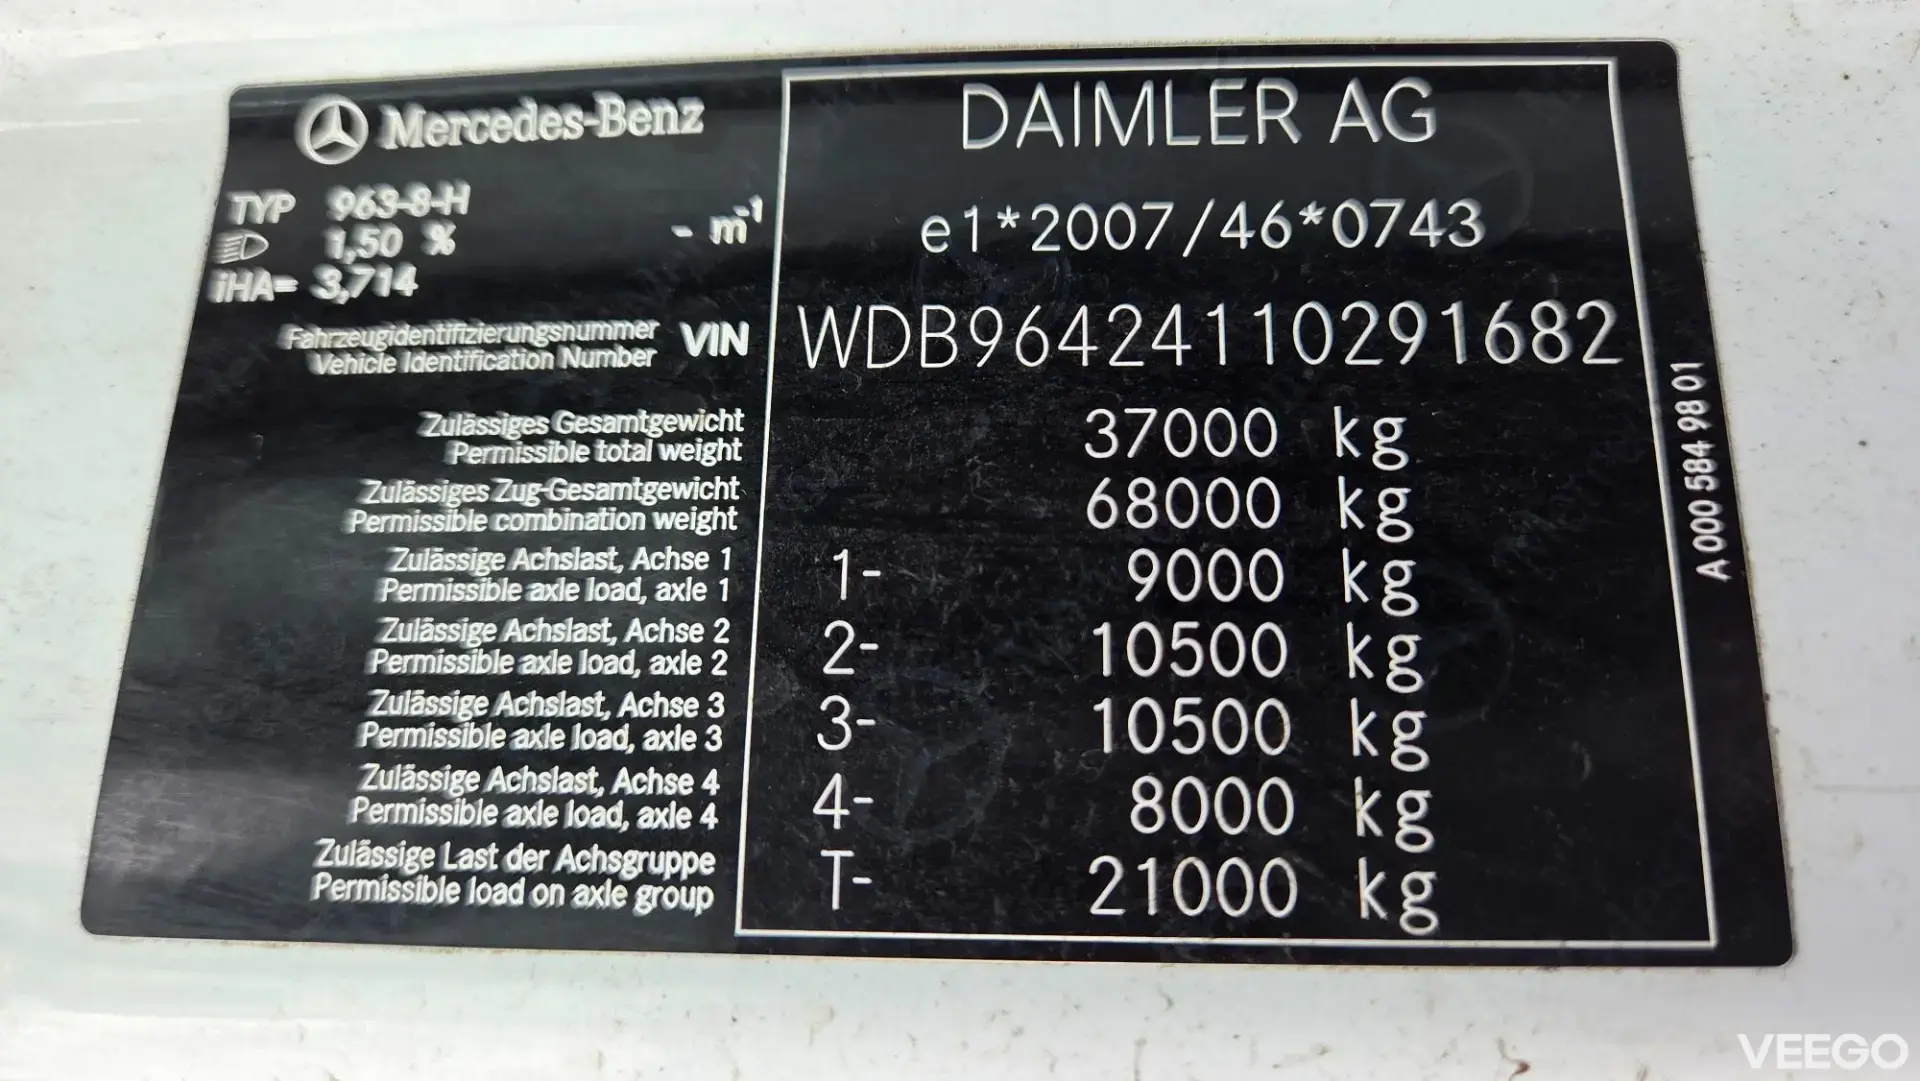 Mercedes-Benz
TYP 963-8-H
1,50 % - m⁻¹
iHA= 3,714
Fahrzeugidentifizierungsnummer
Vehicle Identification Number
VIN
Zulässiges Gesamtgewicht
Permissible total weight
Zulässiges Zug-Gesamtgewicht
Permissible combination weight
Zulässige Achslast, Achse 1
Permissible axle load, axle 1
Zulässige Achslast, Achse 2
Permissible axle load, axle 2
Zulässige Achslast, Achse 3
Permissible axle load, axle 3
Zulässige Achslast, Achse 4
Permissible axle load, axle 4
Zulässige Last der Achsgruppe
Permissible load on axle group
DAIMLER AG
e1*2007/46*0743
WDB96424110291682
37000 kg
68000 kg
1- 9000 kg
2- 10500 kg
3- 10500 kg
4- 8000 kg
T- 21000 kg
A 000 584 98 01
VEEGO